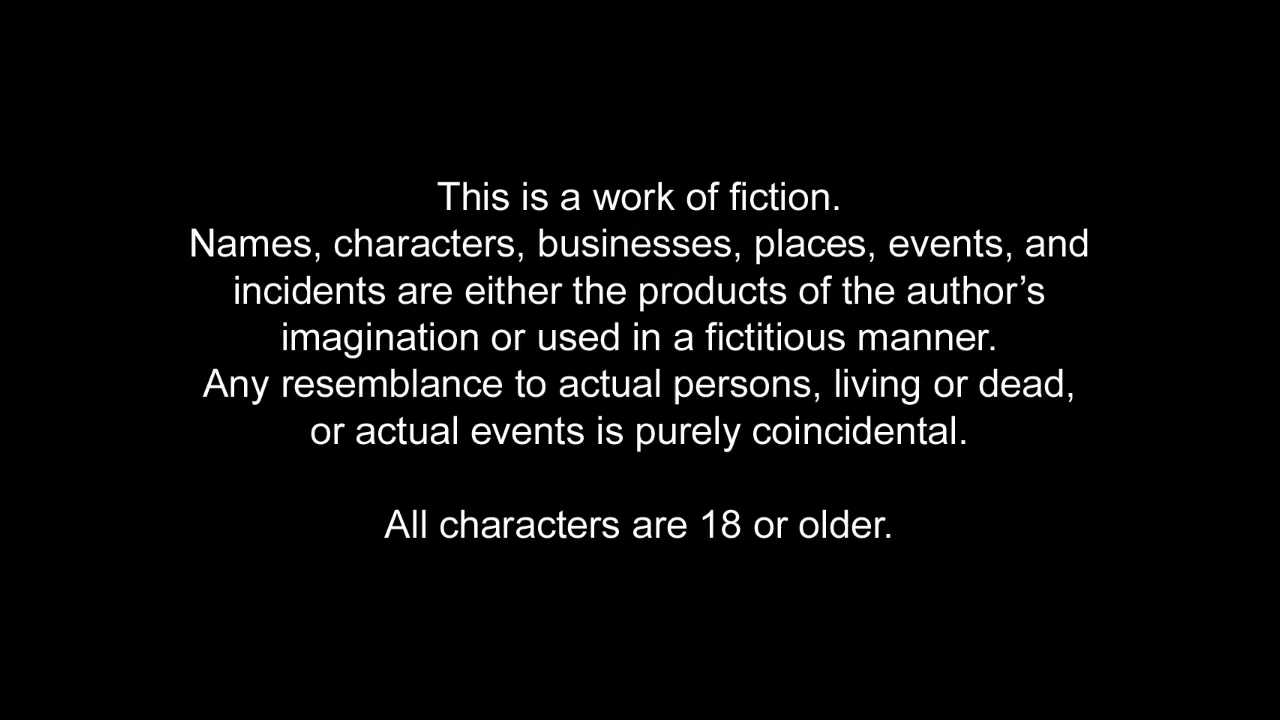 This is a work of fiction.
Names, characters, businesses, places, events, and
incidents are either the products of the author’s
imagination or used in a fictitious manner.
Any resemblance to actual persons, living or dead,
or actual events is purely coincidental.
All characters are 18 or older.